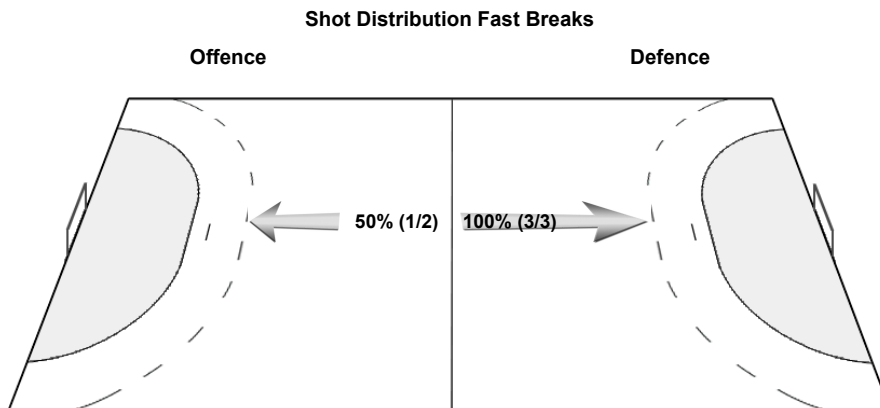 Shot Distribution Fast Breaks
Offence
Defence
50% (1/2)
100% (3/3)